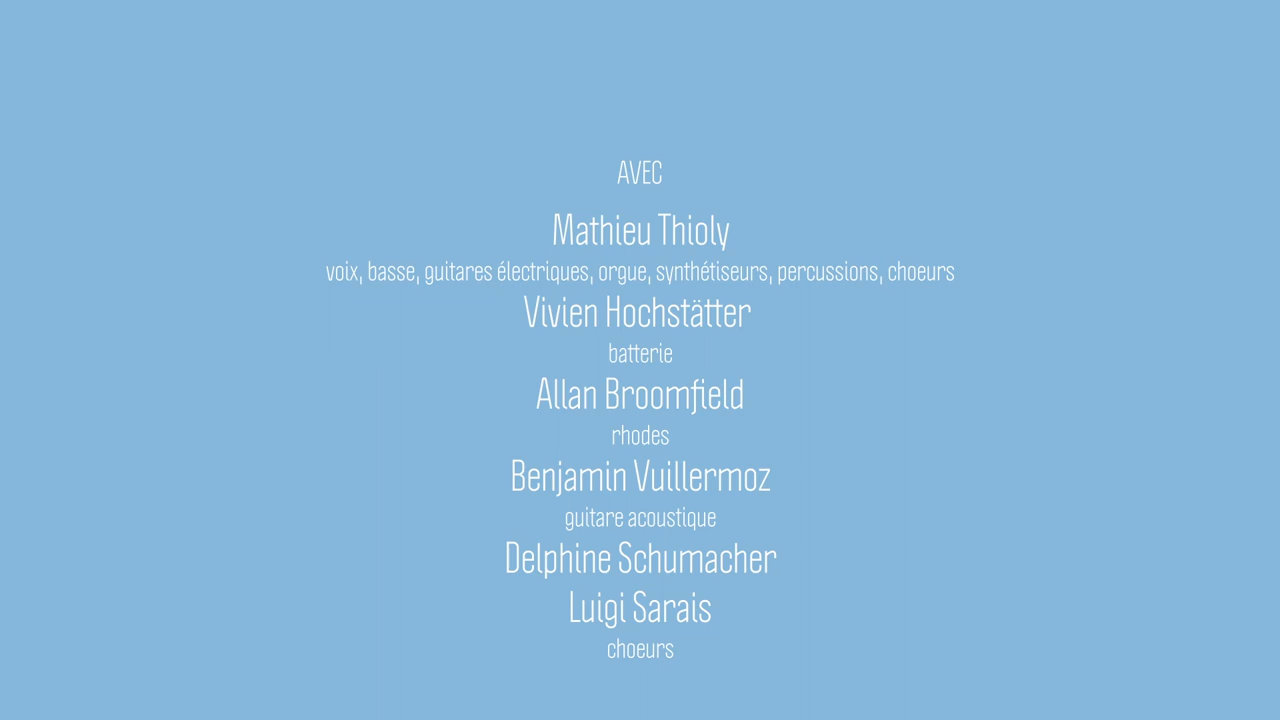 AVEC
Mathieu Thioly
voix, basse, guitares électriques, orgue, synthétiseurs, percussions, choeurs
Vivien Hochstätter
batterie
Allan Broomfield
rhodes
Benjamin Vuillermoz
guitare acoustique
Delphine Schumacher
Luigi Sarais
choeurs